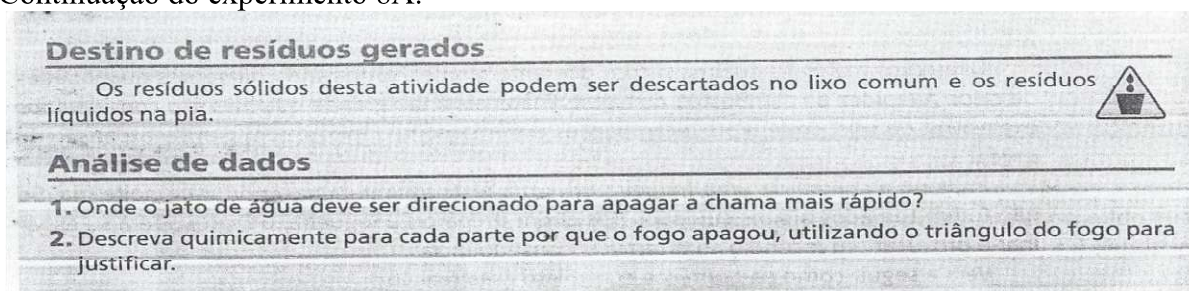 Continuação do experimento 8A.
Destino de resíduos gerados
Os resíduos sólidos desta atividade podem ser descartados no lixo comum e os resíduos
líquidos na pia.
Análise de dados
1. Onde o jato de água deve ser direcionado para apagar a chama mais rápido?
2. Descreva quimicamente para cada parte por que o fogo apagou, utilizando o triângulo do fogo para
justificar.